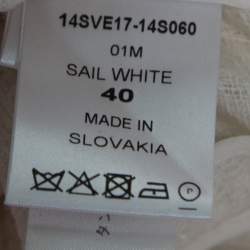 14SVE17-14S060
01M
SAIL WHITE
40
MADE IN
SLOVAKIA
P